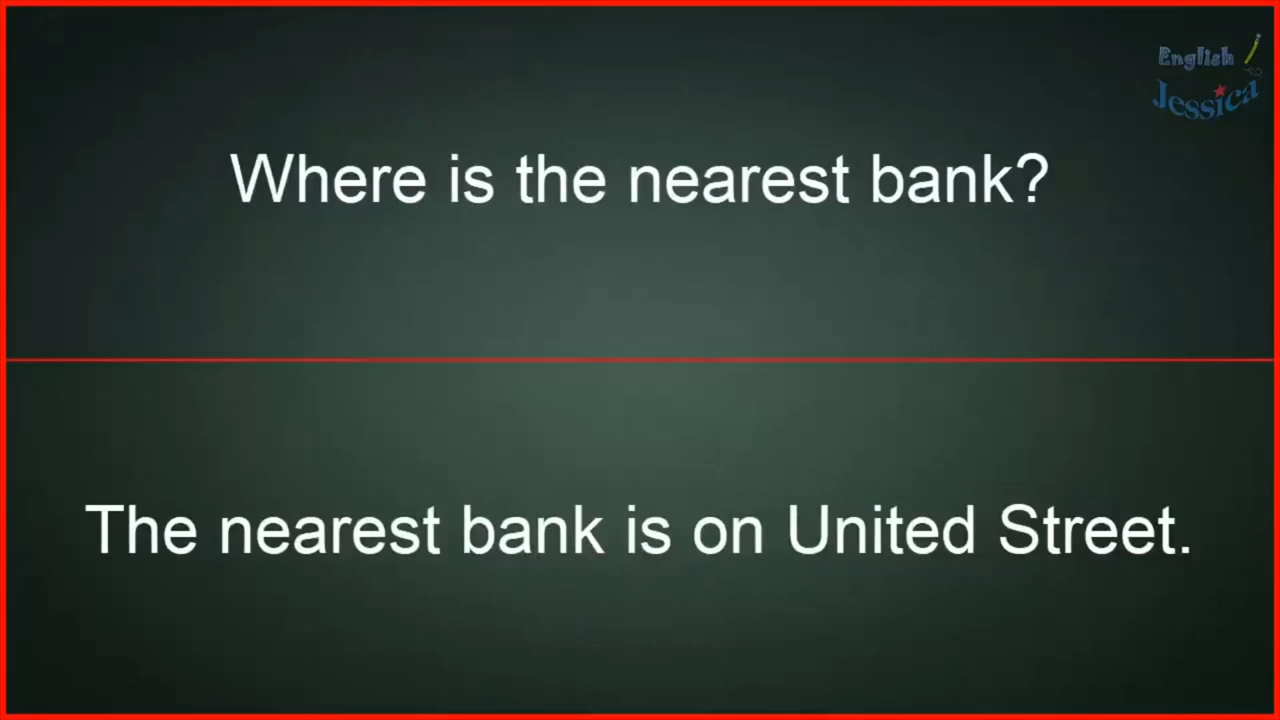 English
Jessica
Where is the nearest bank?
The nearest bank is on United Street.